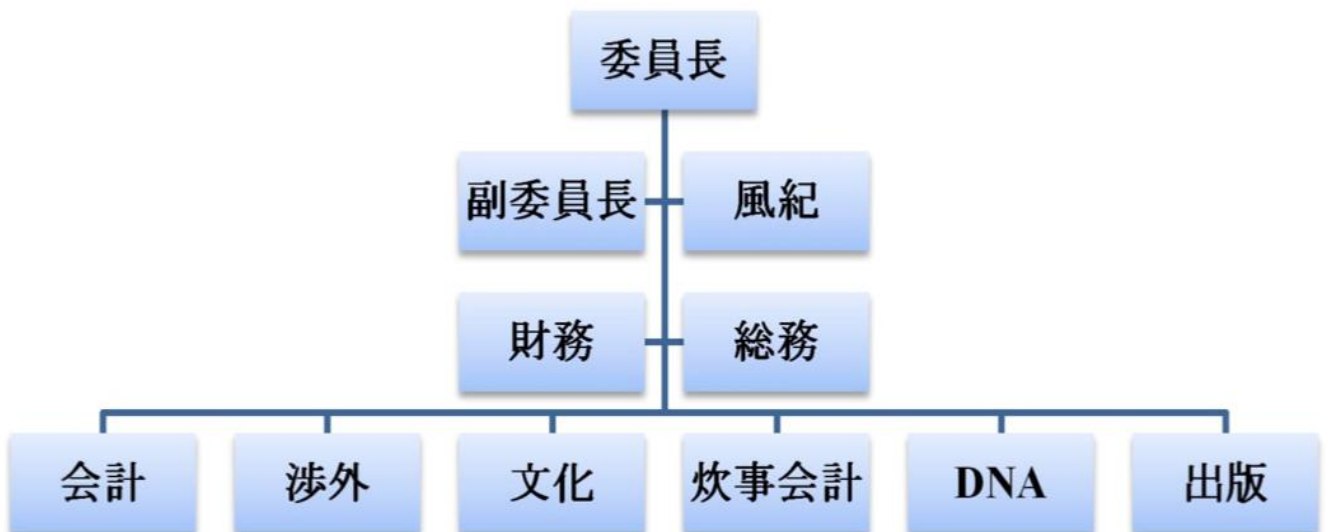 委員長
副委員長
風紀
財務
総務
会計
渉外
文化
炊事会計
DNA
出版